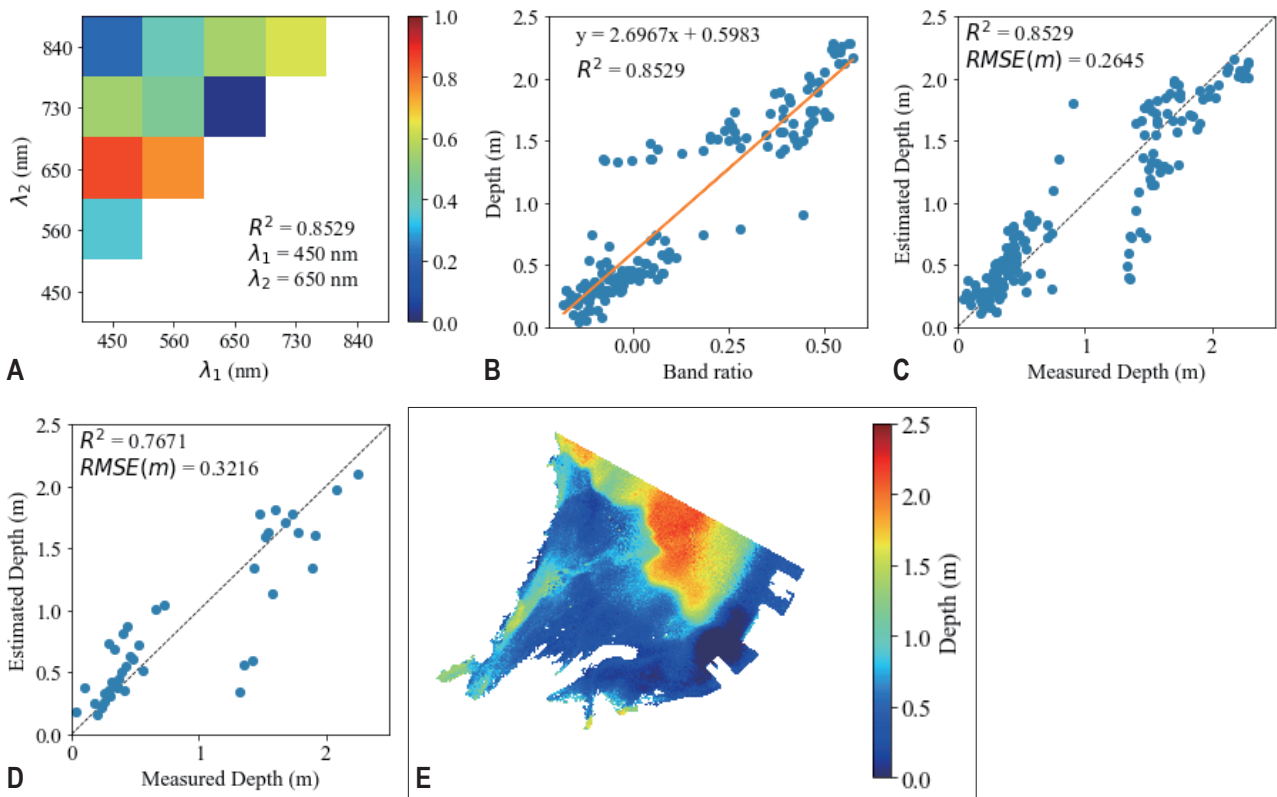 840
730
650
560
450
λ₂ (nm)
R² = 0.8529
λ₁ = 450 nm
λ₂ = 650 nm
450 560 650 730 840
λ₁ (nm)
1.0
0.8
0.6
0.4
0.2
0.0
A
y = 2.6967x + 0.5983
R² = 0.8529
2.5
2.0
1.5
1.0
0.5
0.0
Depth (m)
0.00 0.25 0.50
Band ratio
B
R² = 0.8529
RMSE(m) = 0.2645
2.5
2.0
1.5
1.0
0.5
0.0
Estimated Depth (m)
0 1 2
Measured Depth (m)
C
R² = 0.7671
RMSE(m) = 0.3216
2.5
2.0
1.5
1.0
0.5
0.0
Estimated Depth (m)
0 1 2
Measured Depth (m)
D
2.5
2.0
1.5
1.0
0.5
0.0
Depth (m)
E